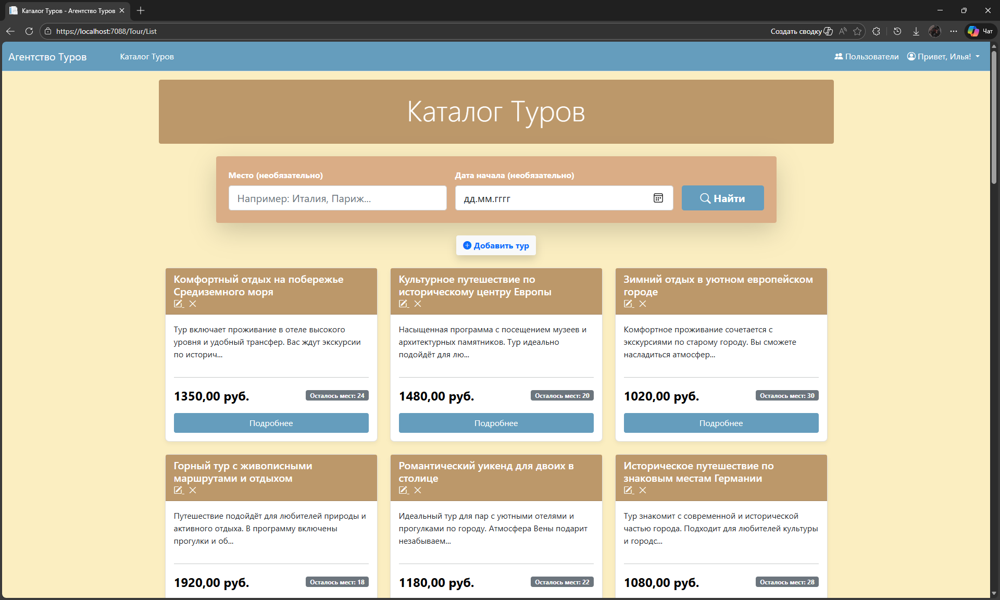 Каталог Туров - Агентство Туров
https://localhost:7088/Tour/List
Создать сводку
Чат
Агентство Туров
Каталог Туров
Пользователи
Привет, Илья!
Каталог Туров
Место (необязательно)
Дата начала (необязательно)
Например: Италия, Париж...
дд.мм.гггг
Найти
Добавить тур
Комфортный отдых на побережье
Средиземного моря
Тур включает проживание в отеле высокого
уровня и удобный трансфер. Вас ждут экскурсии
по историч...
1350,00 руб.
Осталось мест: 24
Подробнее
Культурное путешествие по
историческому центру Европы
Насыщенная программа с посещением музеев и
архитектурных памятников. Тур идеально
подойдёт для лю...
1480,00 руб.
Осталось мест: 20
Подробнее
Зимний отдых в уютном европейском
городе
Комфортное проживание сочетается с
экскурсиями по старому городу. Вы сможете
насладиться атмосфер...
1020,00 руб.
Осталось мест: 30
Подробнее
Горный тур с живописными
маршрутами и отдыхом
Путешествие подойдёт для любителей природы и
активного отдыха. В программу включены
прогулки и об...
1920,00 руб.
Осталось мест: 18
Романтический уикенд для двоих в
столице
Идеальный тур для пар с уютными отелями и
прогулками по городу. Атмосфера Вены подарит
незабываем...
1180,00 руб.
Осталось мест: 22
Историческое путешествие по
знаковым местам Германии
Тур знакомит с современной и исторической
частью города. Подходит для любителей культуры
и городс...
1080,00 руб.
Осталось мест: 28